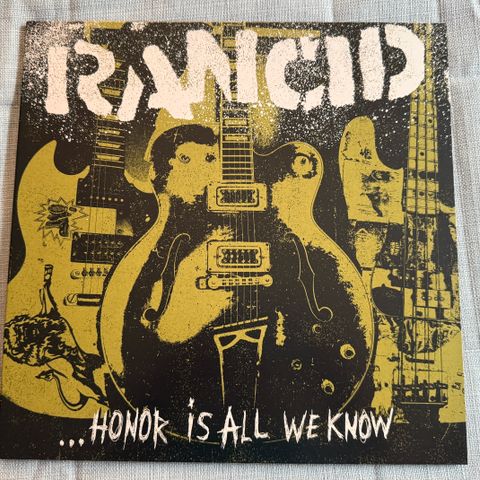 RANCID
...HONOR iS ALL WE KNOW